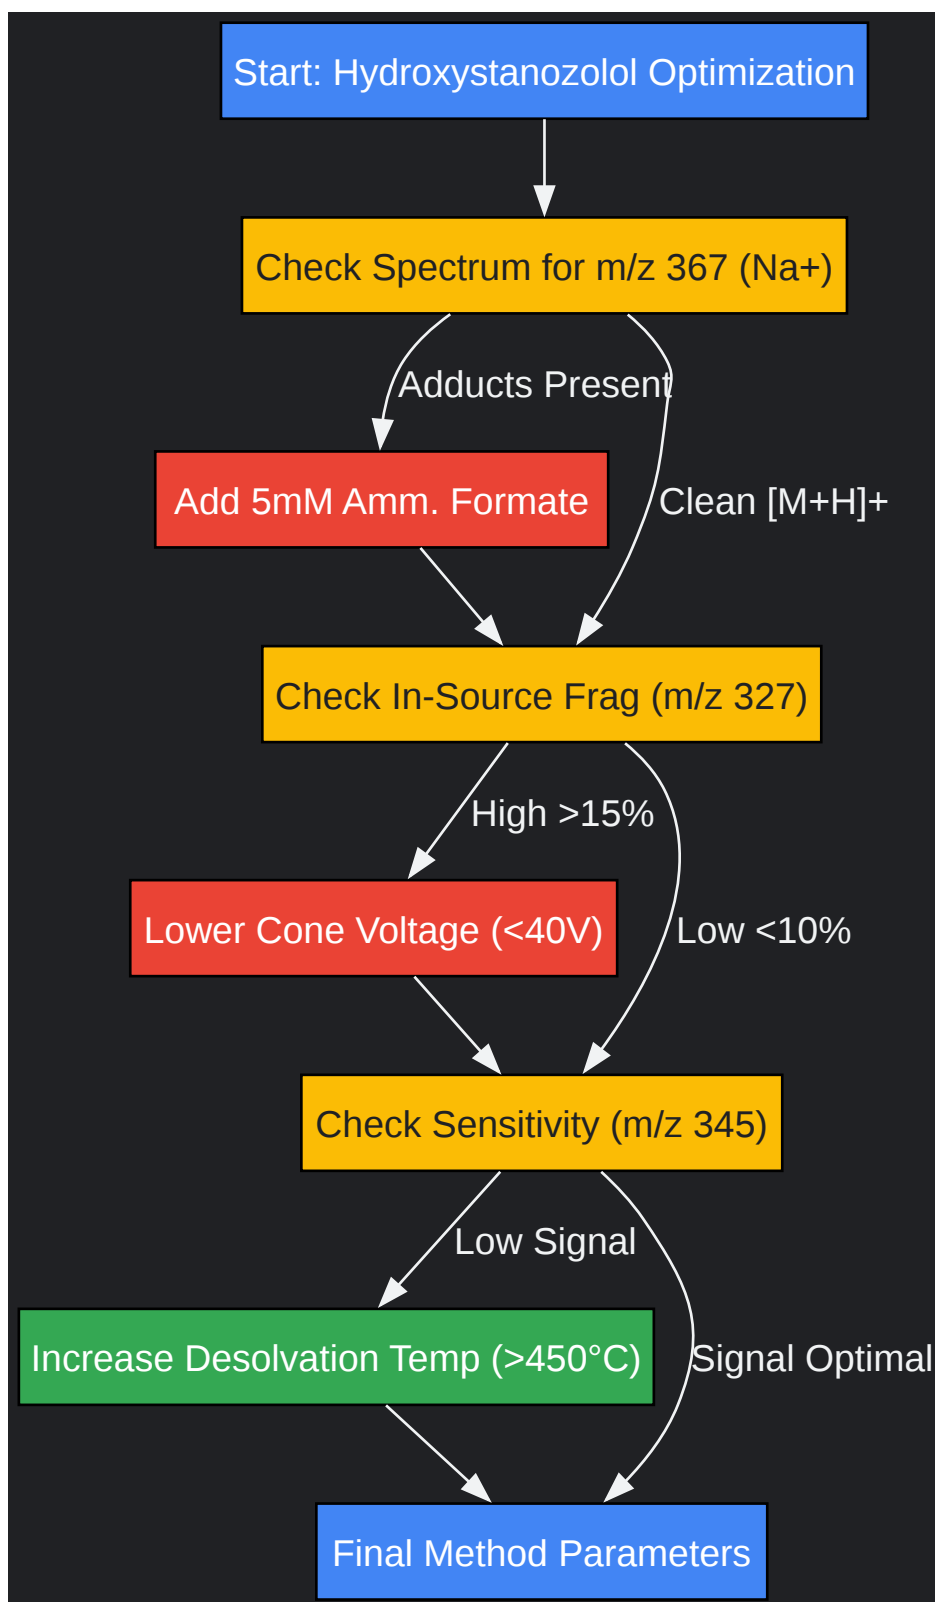 Start: Hydroxystanozolol Optimization
Check Spectrum for m/z 367 (Na+)
Adducts Present
Add 5mM Amm. Formate
Clean [M+H]+
Check In-Source Frag (m/z 327)
High >15%
Lower Cone Voltage (<40V)
Low <10%
Check Sensitivity (m/z 345)
Low Signal
Increase Desolvation Temp (>450°C)
Signal Optimal
Final Method Parameters